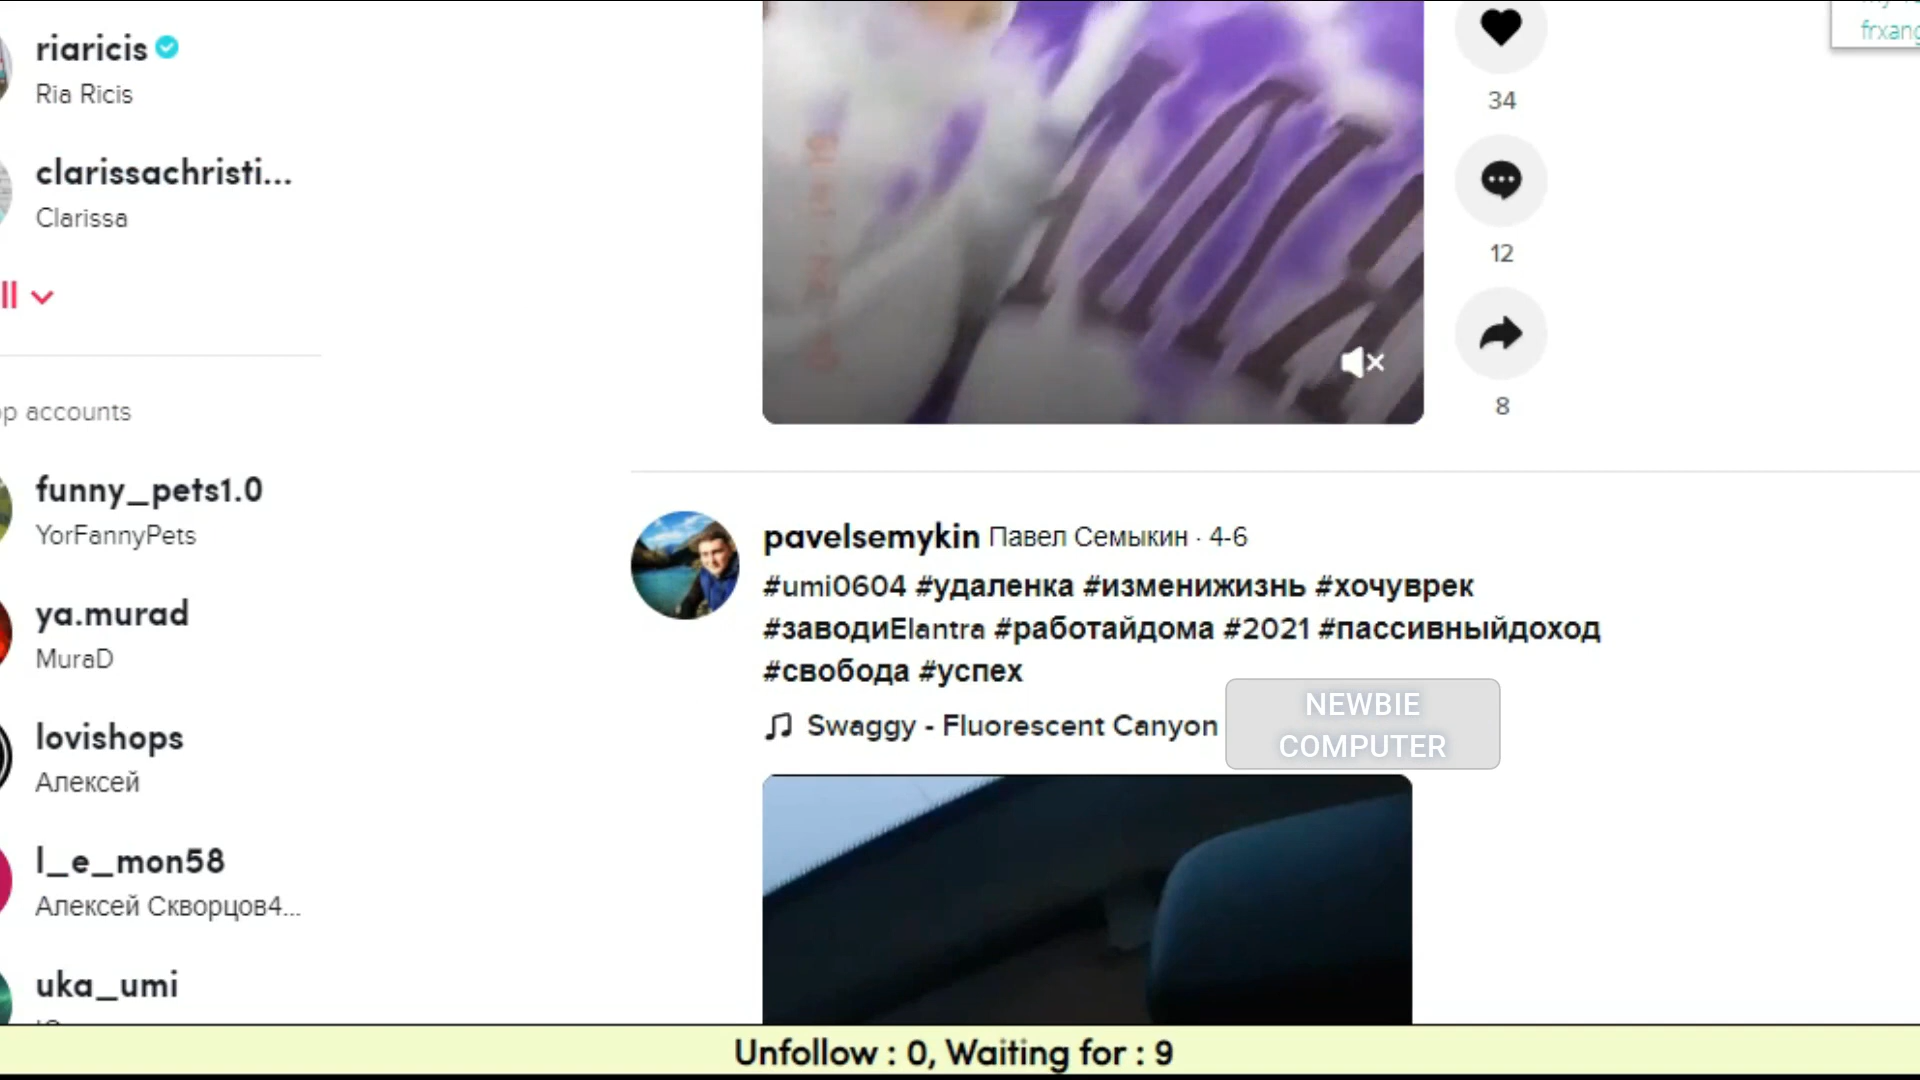 riaricis
Ria Ricis
clarissachristi...
Clarissa
accounts
funny_pets1.0
YorFannyPets
ya.murad
MuraD
lovishops
Алексей
l_e_mon58
Алексей Скворцов4...
uka_umi
34
12
8
frxang
pavelsemykin Павел Семыкин · 4-6
#umi0604 #удаленка #изменижизнь #хочуврек
#заводиElantra #работайдома #2021 #пассивныйдоход
#свобода #успех
Swaggy - Fluorescent Canyon
NEWBIE
COMPUTER
Unfollow : 0, Waiting for : 9